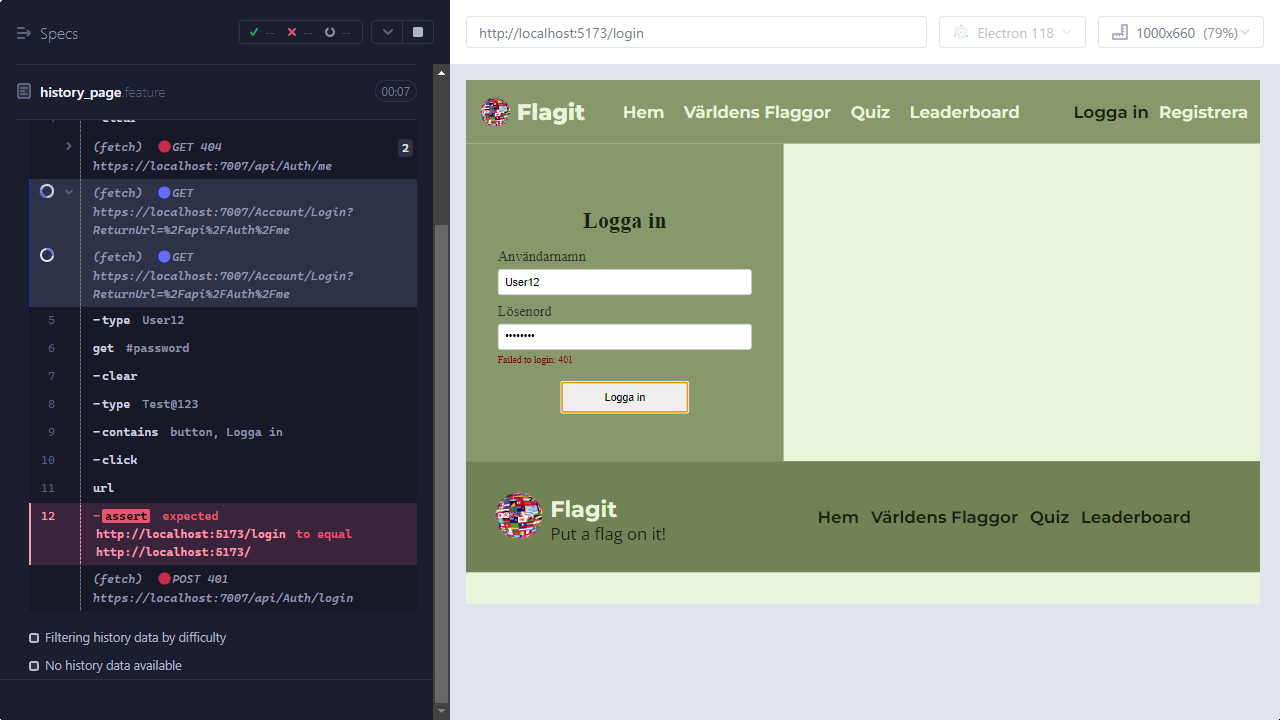 Specs
-- -- --
history_page.feature
00:07
(fetch) GET 404
https://localhost:7007/api/Auth/me
2
(fetch) GET
https://localhost:7007/Account/Login?
ReturnUrl=%2Fapi%2FAuth%2Fme
(fetch) GET
https://localhost:7007/Account/Login?
ReturnUrl=%2Fapi%2FAuth%2Fme
5 -type User12
6 get #password
7 -clear
8 -type Test@123
9 -contains button, Logga in
10 -click
11 url
12 -assert expected
http://localhost:5173/login to equal
http://localhost:5173/
(fetch) POST 401
https://localhost:7007/api/Auth/login
Filtering history data by difficulty
No history data available
http://localhost:5173/login
Electron 118
1000x660 (79%)
Flagit
Hem Världens Flaggor Quiz Leaderboard
Logga in Registrera
Logga in
Användarnamn
User12
Lösenord
••••••••
Failed to login: 401
Logga in
Flagit
Put a flag on it!
Hem Världens Flaggor Quiz Leaderboard